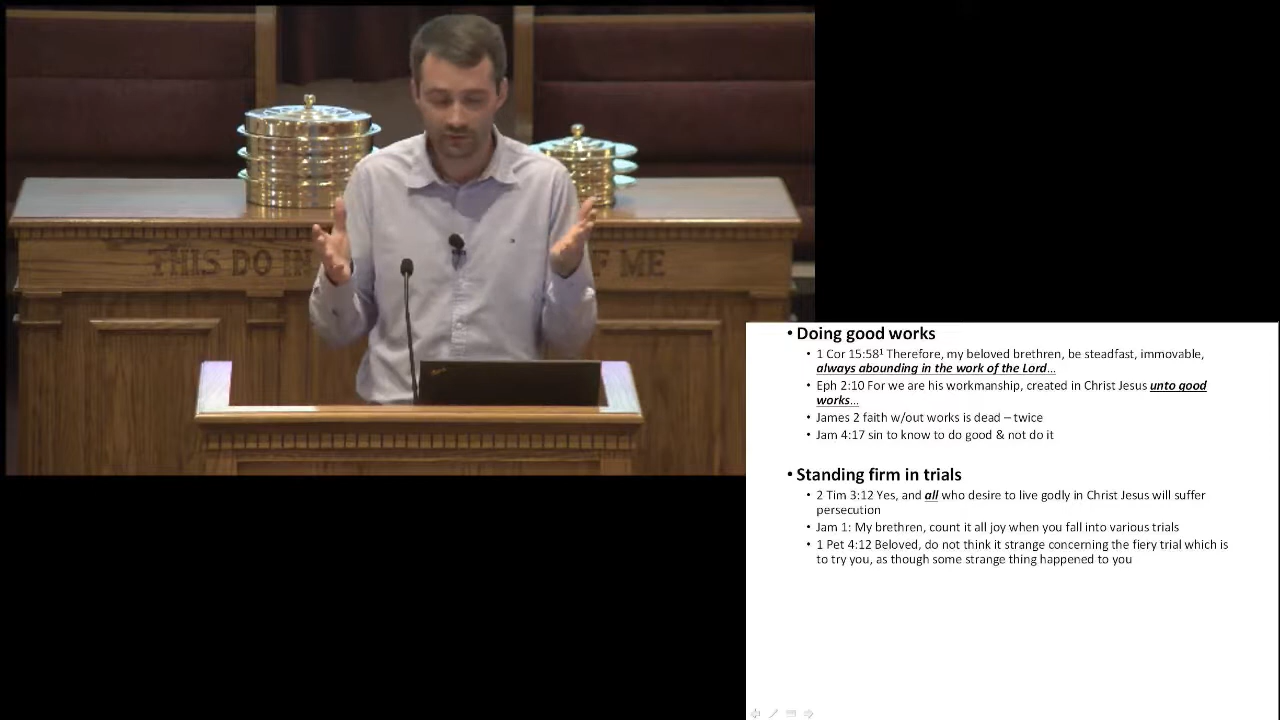 THIS DO IN F ME
• Doing good works
• 1 Cor 15:58¹ Therefore, my beloved brethren, be steadfast, immovable,
always abounding in the work of the Lord...
• Eph 2:10 For we are his workmanship, created in Christ Jesus unto good
works...
• James 2 faith w/out works is dead – twice
• Jam 4:17 sin to know to do good & not do it
• Standing firm in trials
• 2 Tim 3:12 Yes, and all who desire to live godly in Christ Jesus will suffer
persecution
• Jam 1: My brethren, count it all joy when you fall into various trials
• 1 Pet 4:12 Beloved, do not think it strange concerning the fiery trial which is
to try you, as though some strange thing happened to you